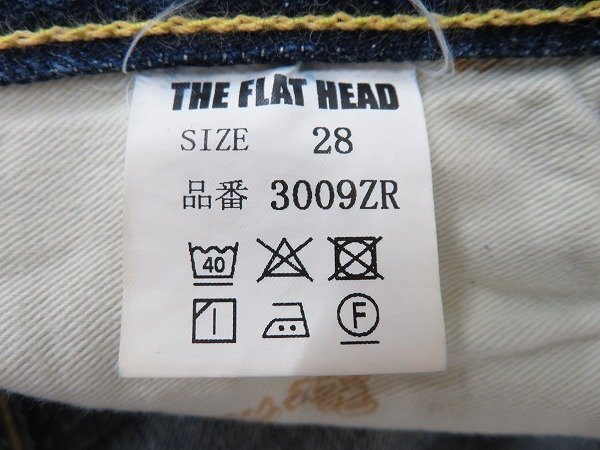 THE FLAT HEAD
SIZE 28
品番 3009ZR
40
F